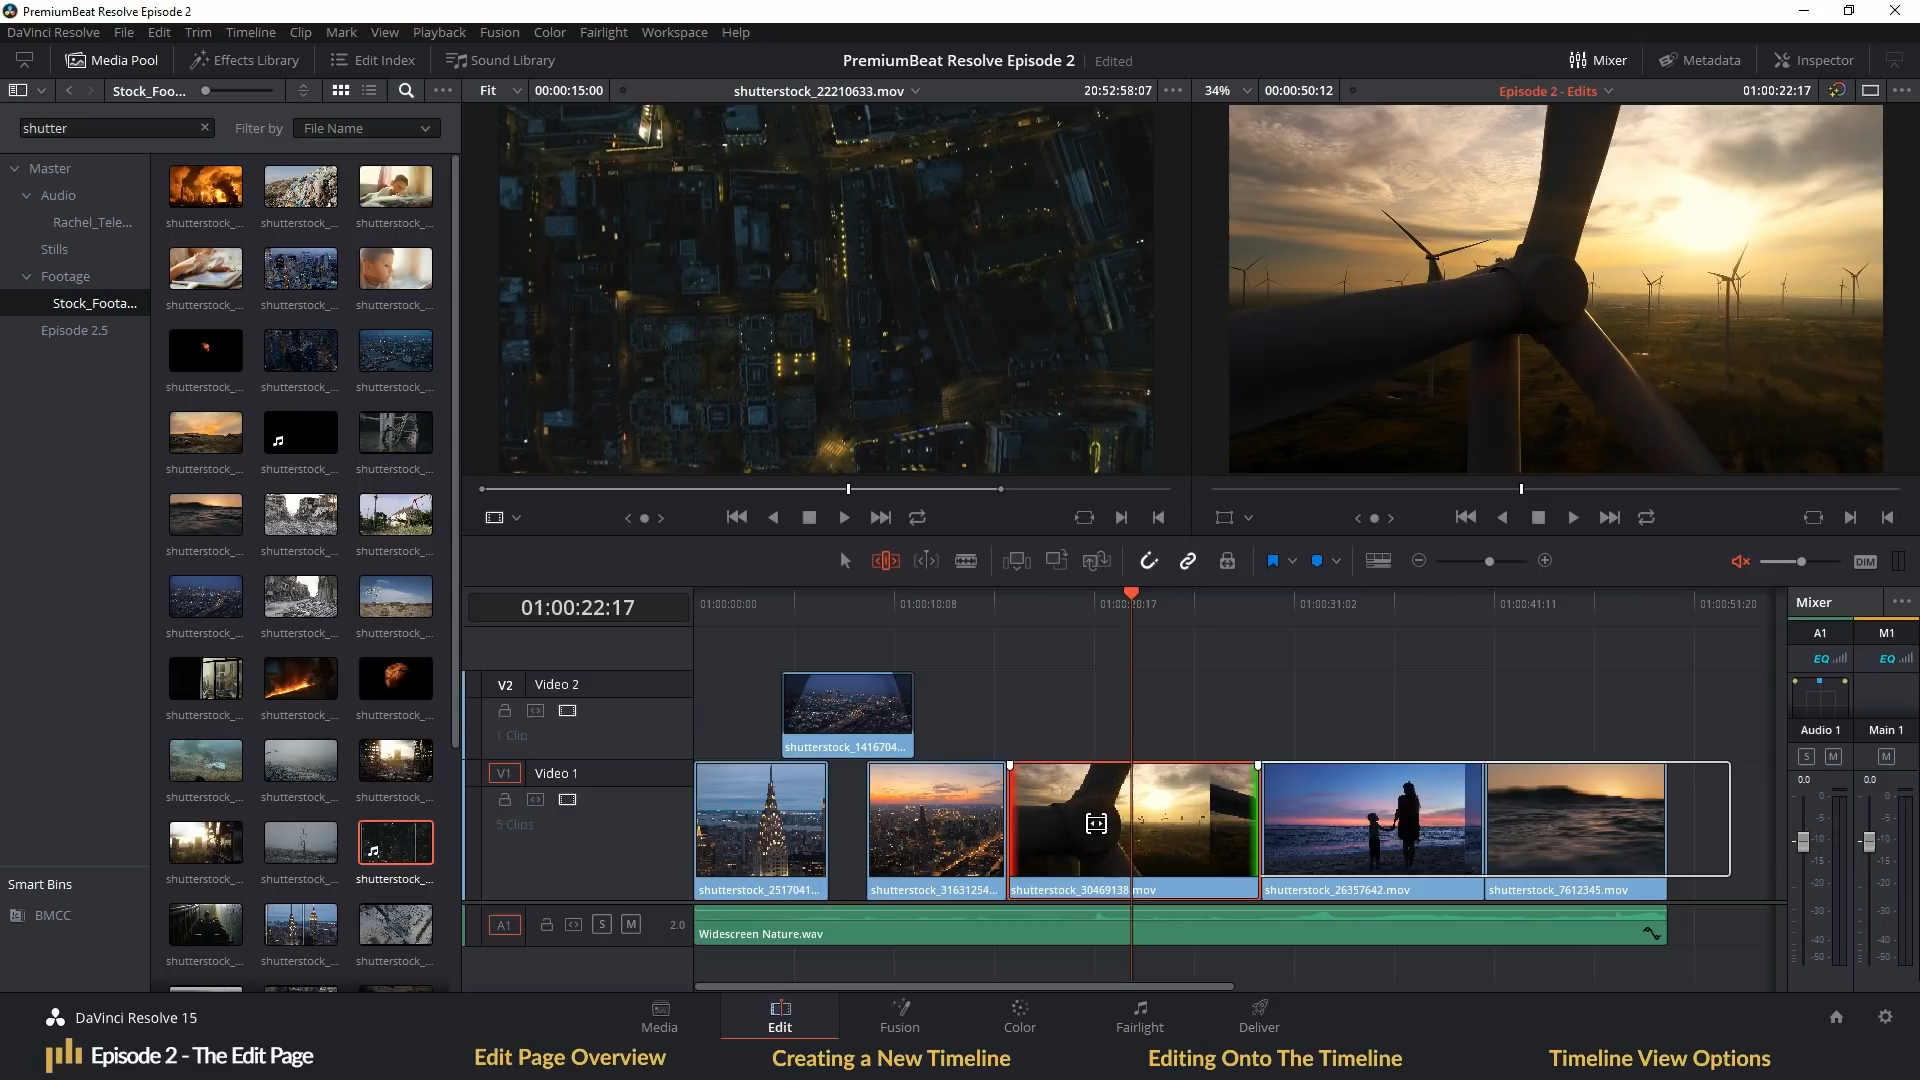 PremiumBeat Resolve Episode 2
DaVinci Resolve File Edit Trim Timeline Clip Mark View Playback Fusion Color Fairlight Workspace Help
Media Pool Effects Library Edit Index Sound Library PremiumBeat Resolve Episode 2 Edited Mixer Metadata Inspector
Stock_Foo... Fit 00:00:15:00 shutterstock_22210633.mov 20:52:58:07 34% 00:00:50:12 Episode 2 - Edits 01:00:22:17
shutter Filter by File Name
Master
Audio
Rachel_Tele...
Stills
Footage
Stock_Foota...
Episode 2.5
Smart Bins
BMCC
shutterstock_... shutterstock_... shutterstock_...
shutterstock_... shutterstock_... shutterstock_...
shutterstock_... shutterstock_... shutterstock_...
shutterstock_... shutterstock_... shutterstock_...
shutterstock_... shutterstock_... shutterstock_...
shutterstock_... shutterstock_... shutterstock_...
shutterstock_... shutterstock_... shutterstock_...
shutterstock_... shutterstock_... shutterstock_...
shutterstock_... shutterstock_... shutterstock_...
shutterstock_... shutterstock_... shutterstock_...
DIM
01:00:22:17 01:00:00:00 01:00:10:08 01:00:20:17 01:00:31:02 01:00:41:11 01:00:51:20
V2 Video 2
1 Clip
shutterstock_1416704...
V1 Video 1
5 Clips
shutterstock_2517041... shutterstock_31631254... shutterstock_30469138.mov shutterstock_26357642.mov shutterstock_7612345.mov
A1 S M 2.0
Widescreen Nature.wav
Mixer
A1 M1
EQ EQ
Audio 1 Main 1
S M M
0.0 0.0
0 0
-5 -5
-10 -10
-15 -15
-20 -20
-30 -30
-40 -40
-50 -50
DaVinci Resolve 15
Media Edit Fusion Color Fairlight Deliver
Episode 2 - The Edit Page Edit Page Overview Creating a New Timeline Editing Onto The Timeline Timeline View Options